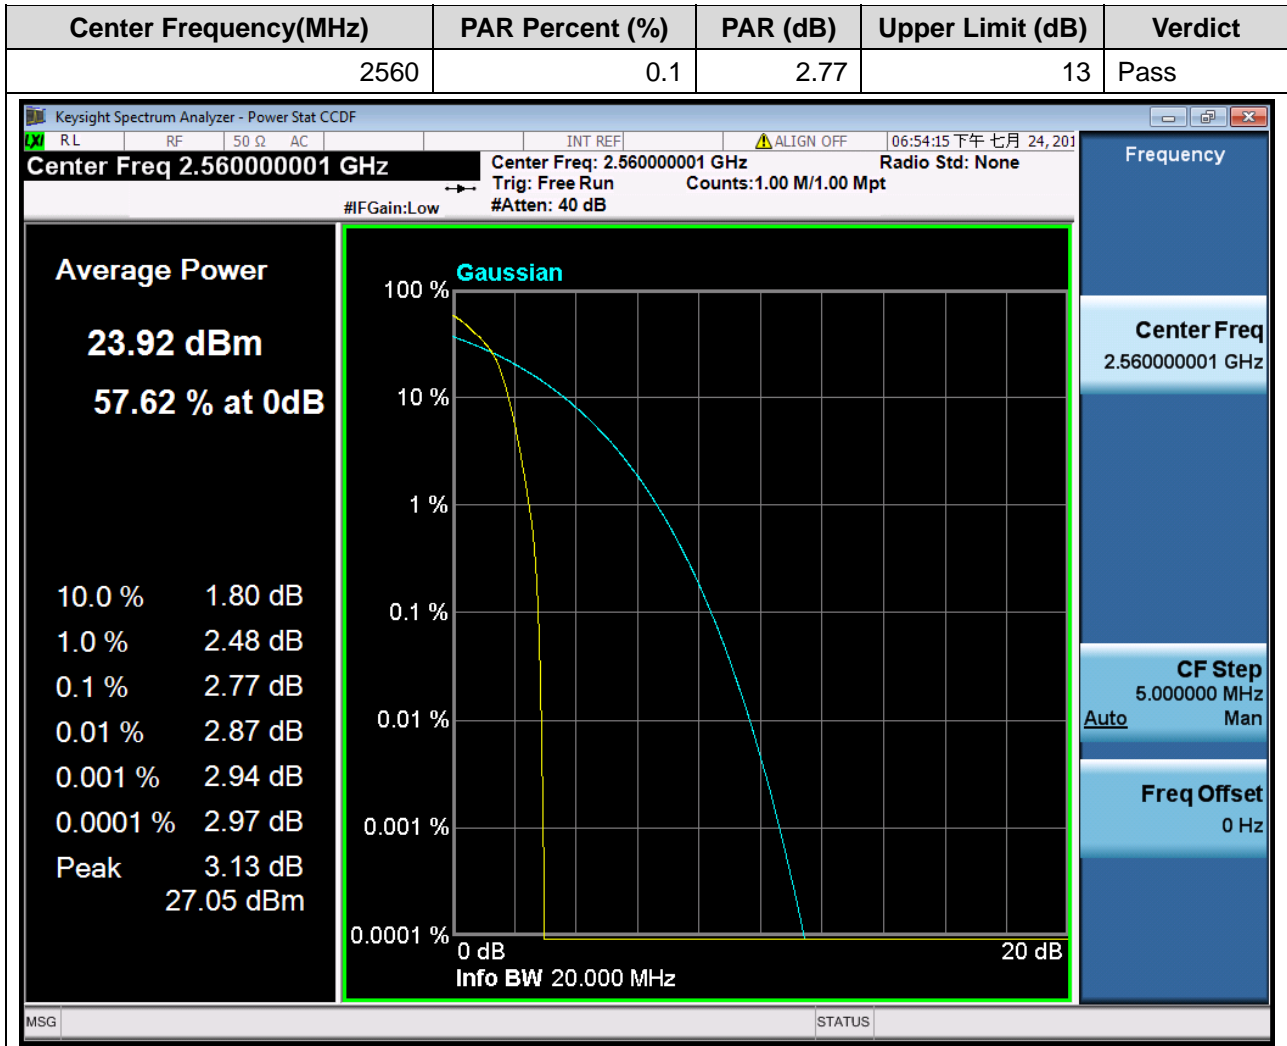 Center Frequency(MHz) PAR Percent (%) PAR (dB) Upper Limit (dB) Verdict
2560 0.1 2.77 13 Pass
Keysight Spectrum Analyzer - Power Stat CCDF
LXI RL RF 50 Ω AC INT REF ALIGN OFF 06:54:15 下午 七月 24, 201
Center Freq 2.560000001 GHz
#IFGain:Low
Center Freq: 2.560000001 GHz Radio Std: None
Trig: Free Run Counts:1.00 M/1.00 Mpt
#Atten: 40 dB
Average Power
23.92 dBm
57.62 % at 0dB
10.0 % 1.80 dB
1.0 % 2.48 dB
0.1 % 2.77 dB
0.01 % 2.87 dB
0.001 % 2.94 dB
0.0001 % 2.97 dB
Peak 3.13 dB
27.05 dBm
Gaussian
100 %
10 %
1 %
0.1 %
0.01 %
0.001 %
0.0001 %
0 dB 20 dB
Info BW 20.000 MHz
Frequency
Center Freq
2.560000001 GHz
CF Step
5.000000 MHz
Auto Man
Freq Offset
0 Hz
MSG STATUS